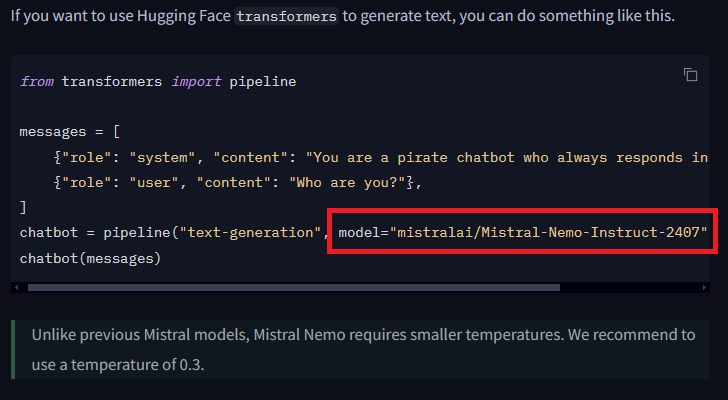 If you want to use Hugging Face transformers to generate text, you can do something like this.
from transformers import pipeline
messages = [
    {"role": "system", "content": "You are a pirate chatbot who always responds in
    {"role": "user", "content": "Who are you?"},
]
chatbot = pipeline("text-generation", model="mistralai/Mistral-Nemo-Instruct-2407"
chatbot(messages)
Unlike previous Mistral models, Mistral Nemo requires smaller temperatures. We recommend to
use a temperature of 0.3.